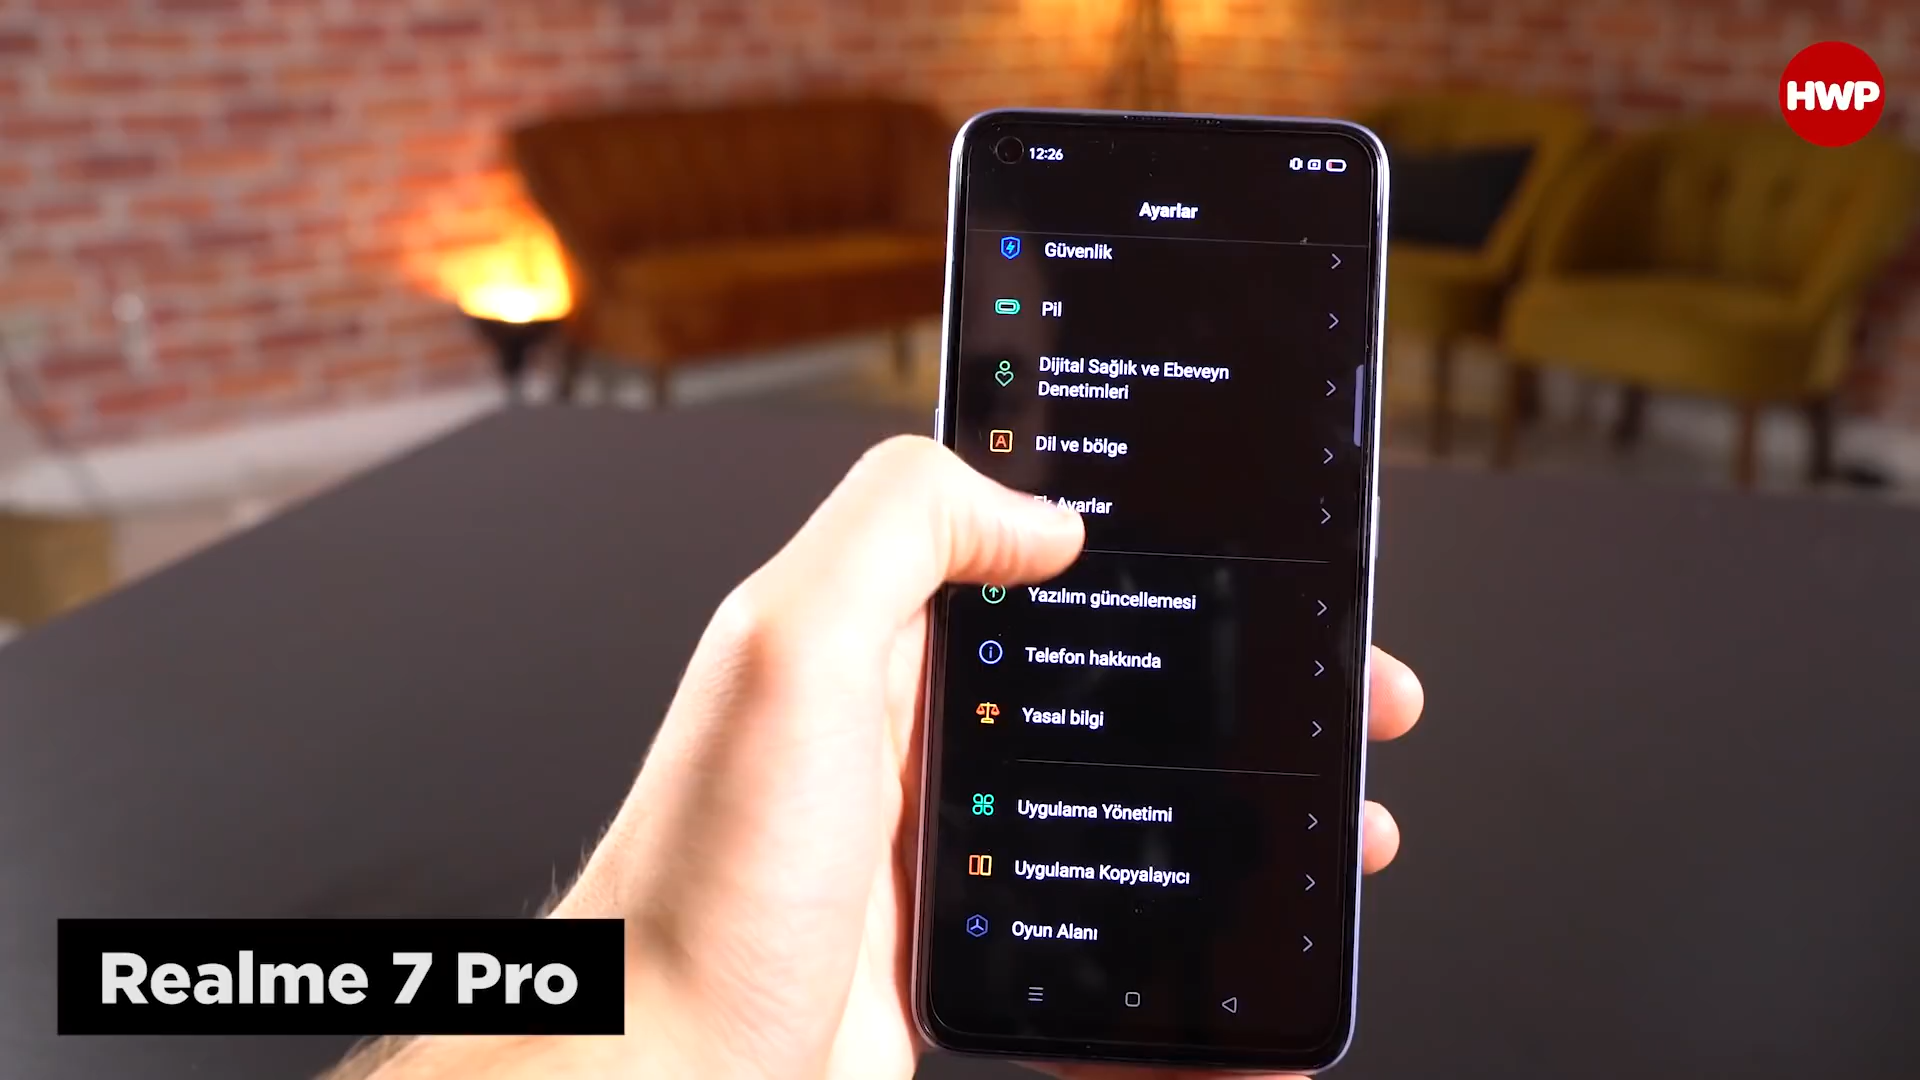 HWP
12:26
Ayarlar
Güvenlik
Pil
Dijital Sağlık ve Ebeveyn
Denetimleri
A
Dil ve bölge
Ek Ayarlar
Yazılım güncellemesi
Telefon hakkında
Yasal bilgi
Uygulama Yönetimi
Uygulama Kopyalayıcı
Oyun Alanı
Realme 7 Pro